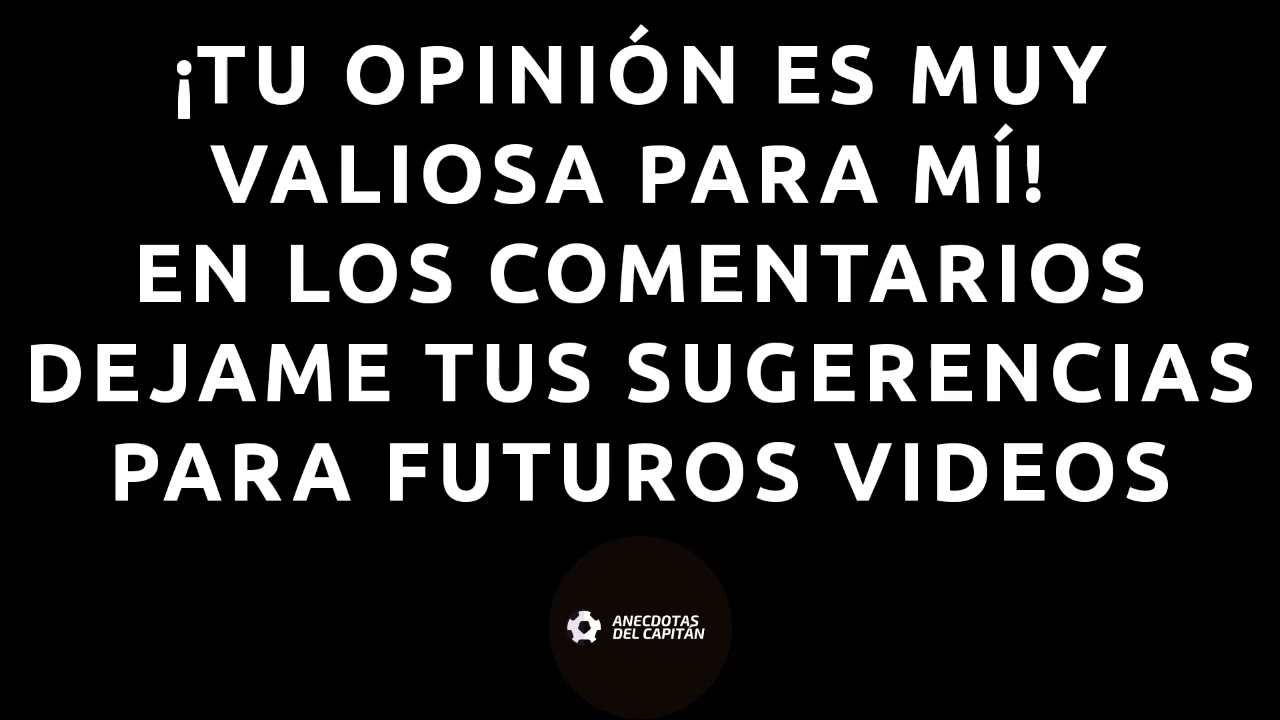 ¡TU OPINIÓN ES MUY
VALIOSA PARA MÍ!
EN LOS COMENTARIOS
DEJAME TUS SUGERENCIAS
PARA FUTUROS VIDEOS
ANECDOTAS
DEL CAPITÁN